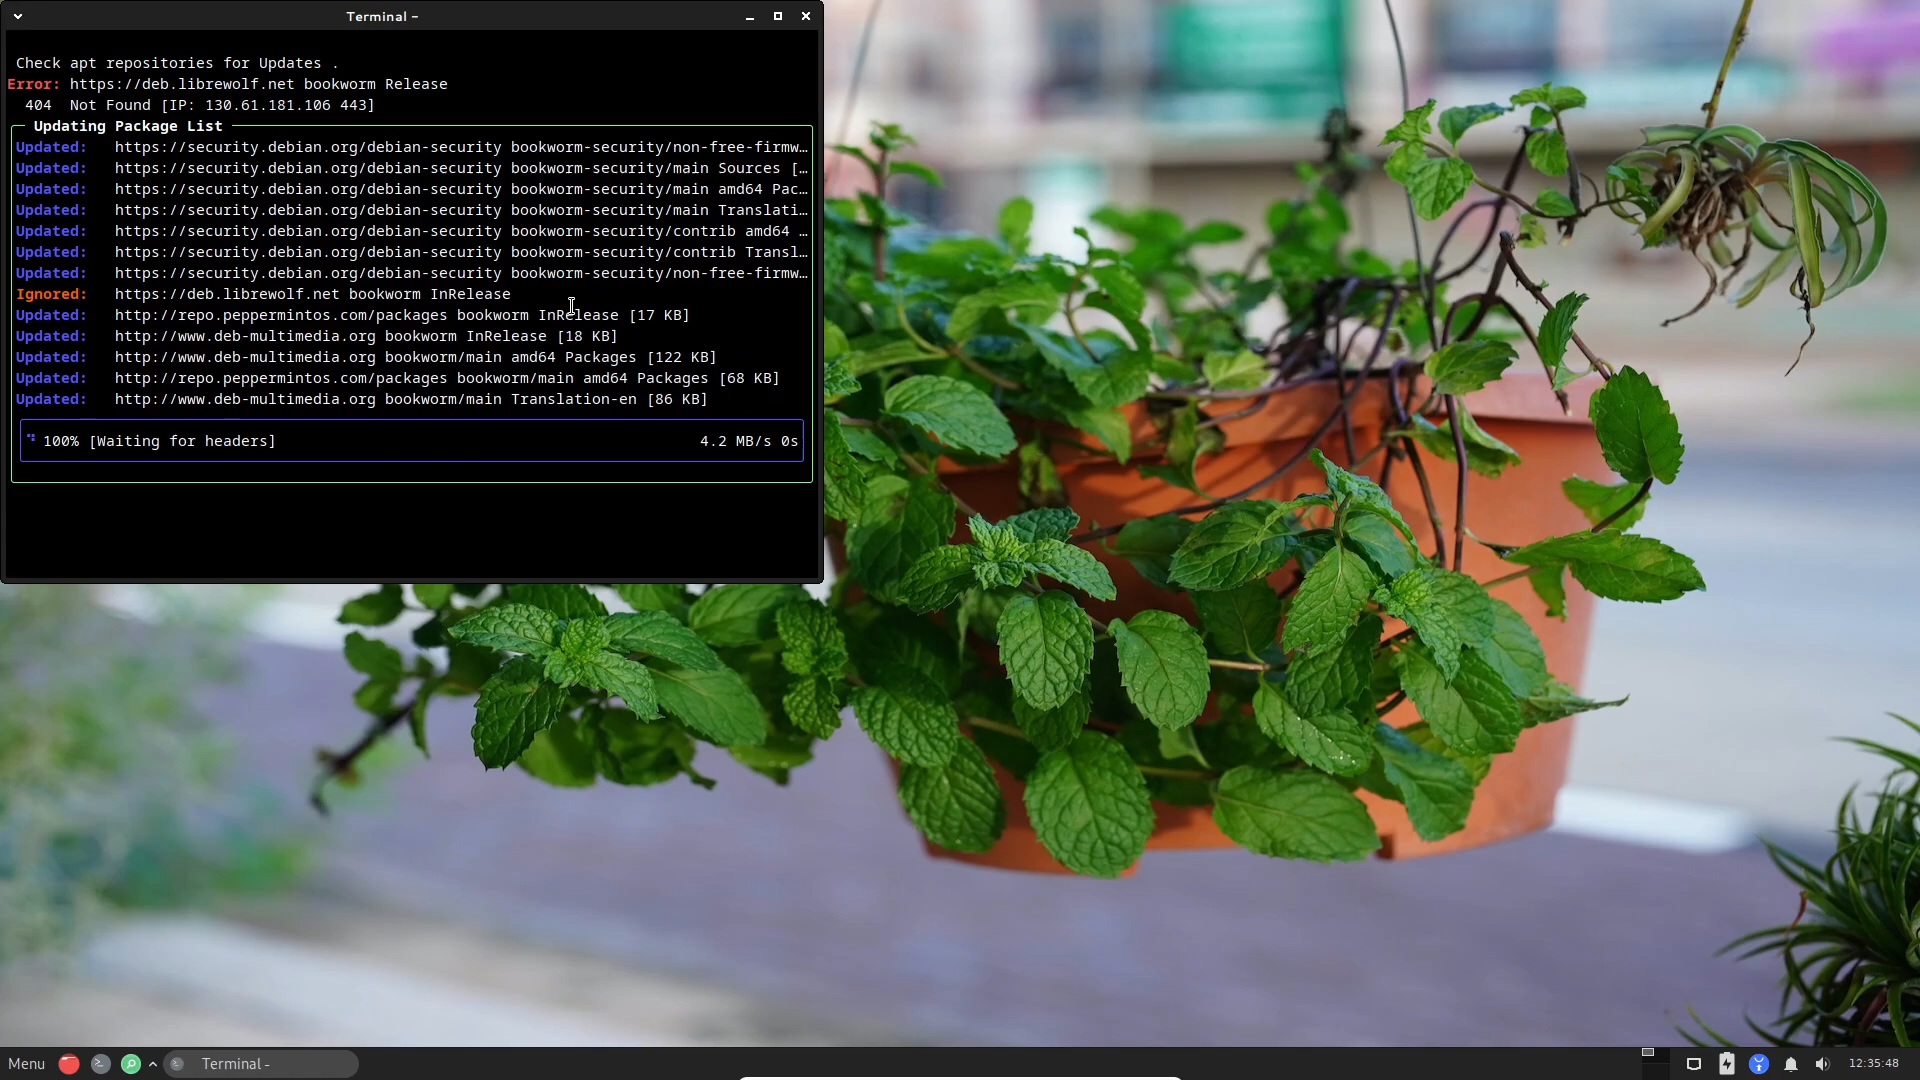 Terminal –
Check apt repositories for Updates .
Error: https://deb.librewolf.net bookworm Release
404  Not Found [IP: 130.61.181.106 443]
Updating Package List
Updated:   https://security.debian.org/debian-security bookworm-security/non-free-firmw…
Updated:   https://security.debian.org/debian-security bookworm-security/main Sources […
Updated:   https://security.debian.org/debian-security bookworm-security/main amd64 Pac…
Updated:   https://security.debian.org/debian-security bookworm-security/main Translati…
Updated:   https://security.debian.org/debian-security bookworm-security/contrib amd64 …
Updated:   https://security.debian.org/debian-security bookworm-security/contrib Transl…
Updated:   https://security.debian.org/debian-security bookworm-security/non-free-firmw…
Ignored:   https://deb.librewolf.net bookworm InRelease
Updated:   http://repo.peppermintos.com/packages bookworm InRelease [17 KB]
Updated:   http://www.deb-multimedia.org bookworm InRelease [18 KB]
Updated:   http://www.deb-multimedia.org bookworm/main amd64 Packages [122 KB]
Updated:   http://repo.peppermintos.com/packages bookworm/main amd64 Packages [68 KB]
Updated:   http://www.deb-multimedia.org bookworm/main Translation-en [86 KB]
100% [Waiting for headers] 4.2 MB/s 0s
Menu Terminal - 12:35:48